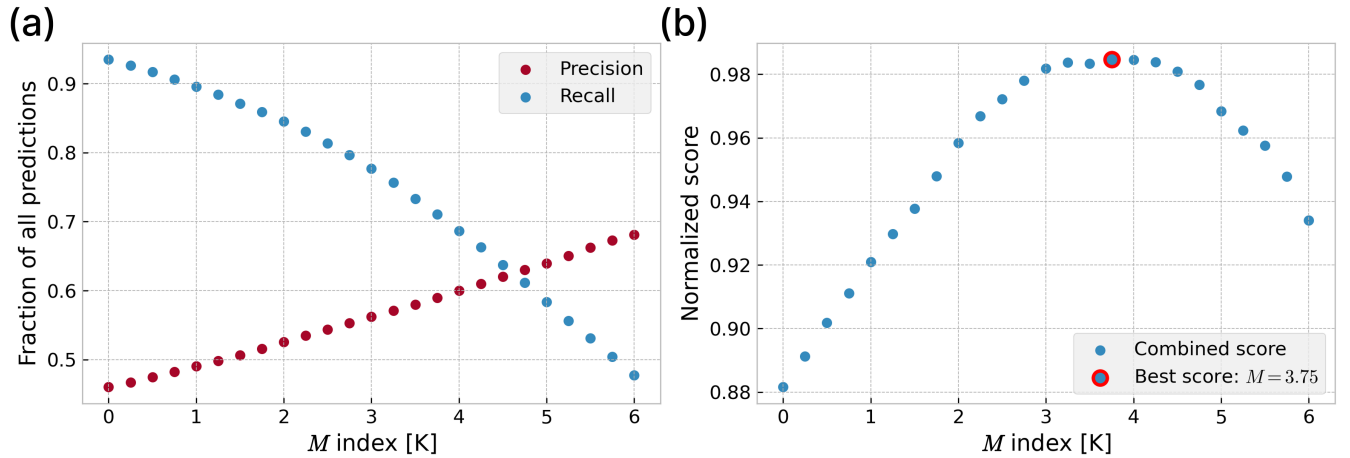 (a)
Fraction of all predictions
0.9
0.8
0.7
0.6
0.5
Precision
Recall
0 1 2 3 4 5 6
M index [K]
(b)
Normalized score
0.98
0.96
0.94
0.92
0.90
0.88
Combined score
Best score: M = 3.75
0 1 2 3 4 5 6
M index [K]